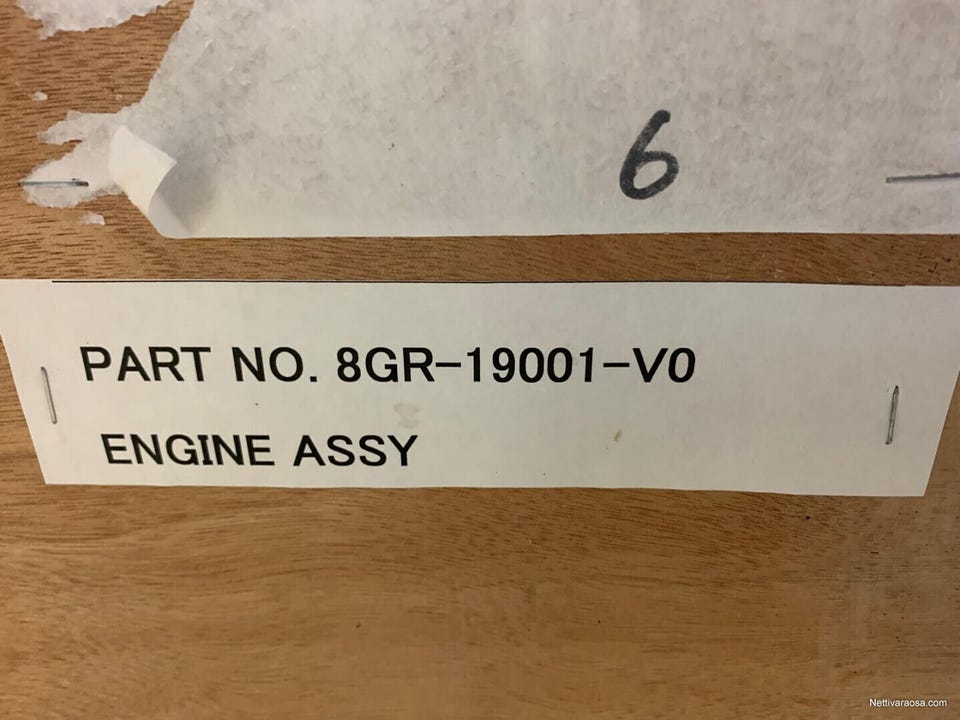 6
PART NO. 8GR-19001-V0
ENGINE ASSY
Nettivaraosa.com